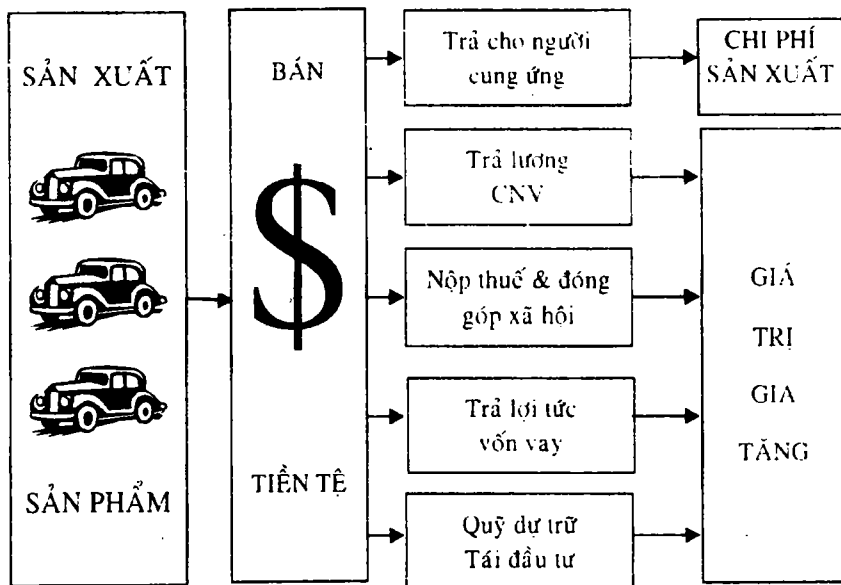 SẢN XUẤT
SẢN PHẨM
BÁN
$
TIỀN TỆ
Trả cho người
cung ứng
Trả lương
CNV
Nộp thuế & đóng
góp xã hội
Trả lợi tức
vốn vay
Quỹ dự trữ
Tái đầu tư
CHI PHÍ
SẢN XUẤT
GIÁ
TRỊ
GIA
TĂNG